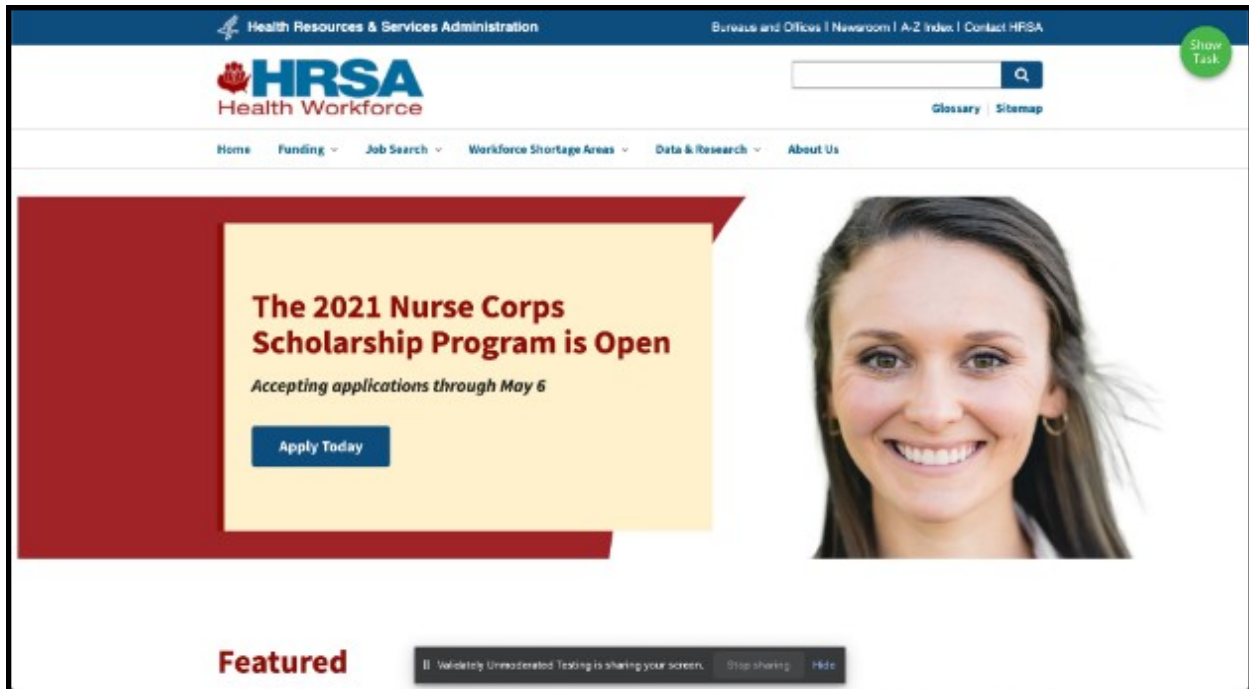 Health Resources & Services Administration
Bureaus and Offices | Newsroom | A-Z Index | Contact HRSA
Show
Task
HRSA
Health Workforce
Glossary | Sitemap
Home Funding Job Search Workforce Shortage Areas Data & Research About Us
The 2021 Nurse Corps
Scholarship Program is Open
Accepting applications through May 6
Apply Today
Featured
Validately Unmoderated Testing is sharing your screen. Stop sharing Hide